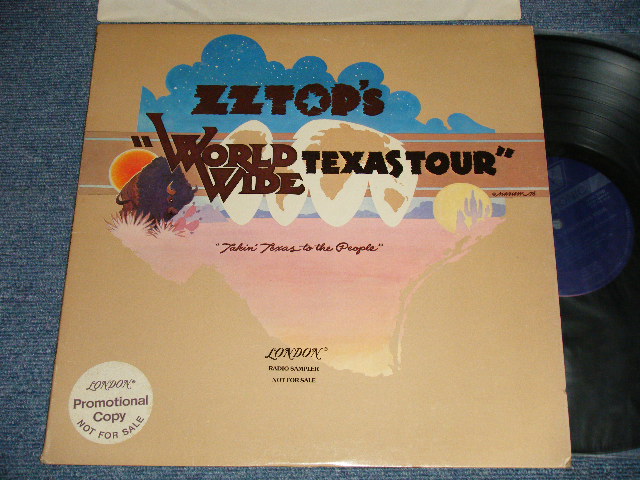 ZZTOP'S
"WORLD
WIDE
TEXAS TOUR"
"Takin' Texas to the People"
LONDON®
RADIO SAMPLER
NOT FOR SALE
LONDON®
Promotional
Copy
NOT FOR SALE